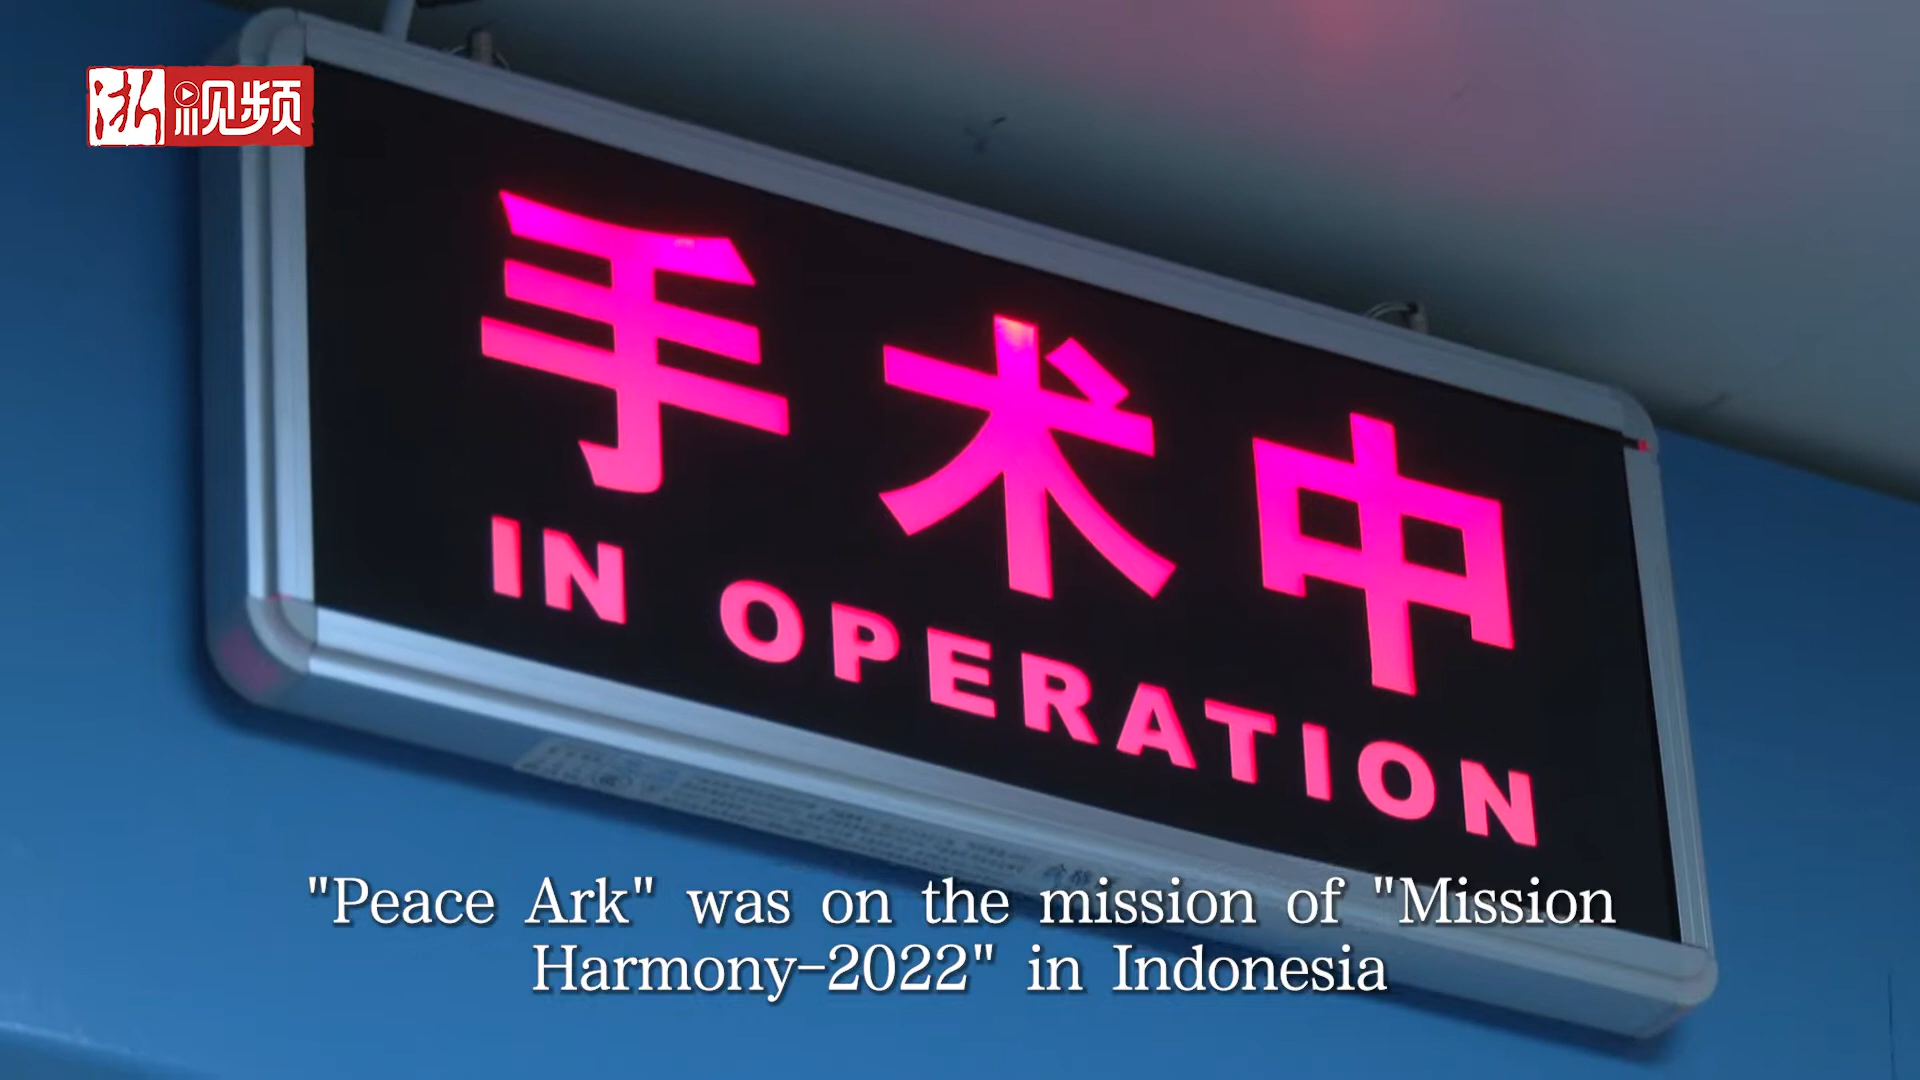 浙视频
手术中
IN OPERATION
"Peace Ark" was on the mission of "Mission
Harmony-2022" in Indonesia